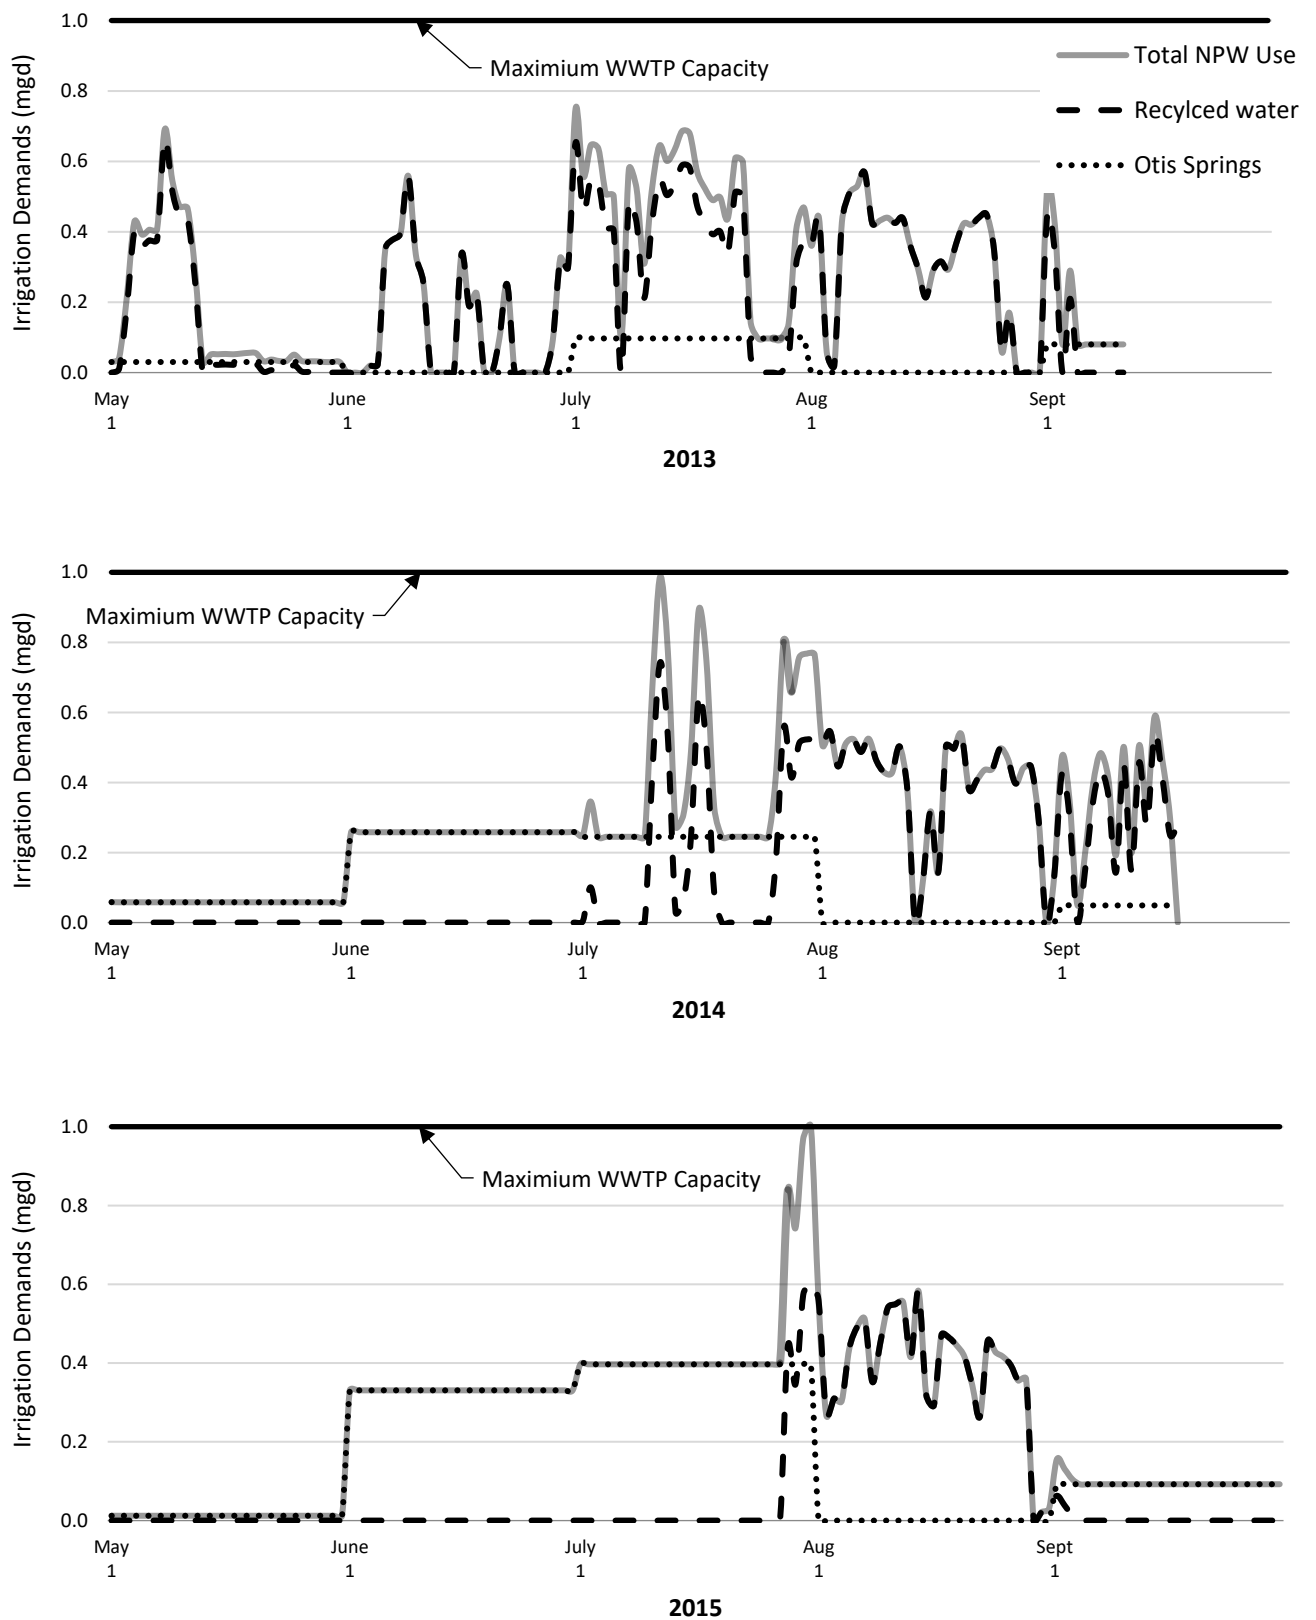 1.0
Maximium WWTP Capacity
Total NPW Use
Recylced water
Otis Springs
Irrigation Demands (mgd)
0.8
0.6
0.4
0.2
0.0
May June July Aug Sept
1 1 1 1 1
2013
1.0
Maximium WWTP Capacity
Irrigation Demands (mgd)
0.8
0.6
0.4
0.2
0.0
May June July Aug Sept
1 1 1 1 1
2014
1.0
Maximium WWTP Capacity
Irrigation Demands (mgd)
0.8
0.6
0.4
0.2
0.0
May June July Aug Sept
1 1 1 1 1
2015